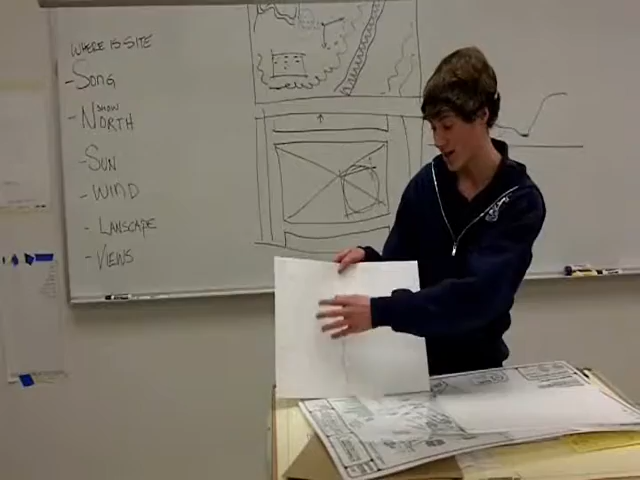 WHERE IS SITE
- SONG
- NORTH
SHOW
- SUN
- WIND
- LANSCAPE
- VIEWS